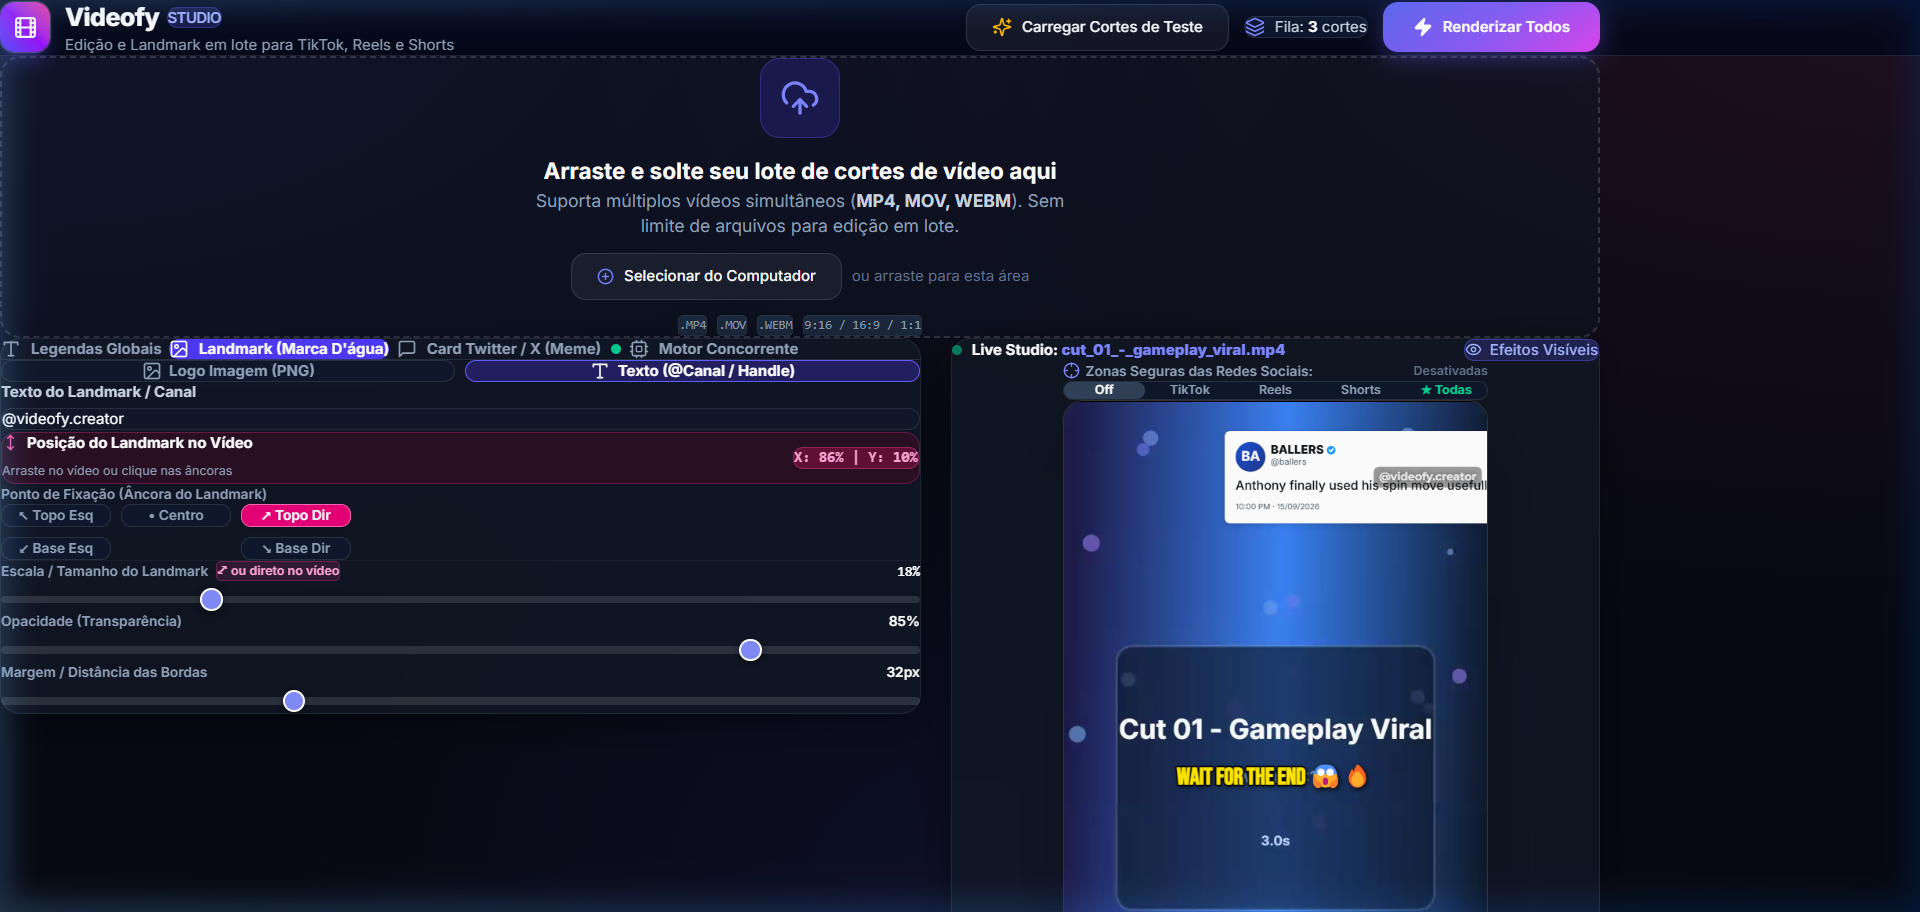 Videofy STUDIO
Edição e Landmark em lote para TikTok, Reels e Shorts
Carregar Cortes de Teste
Fila: 3 cortes
Renderizar Todos
Arraste e solte seu lote de cortes de vídeo aqui
Suporta múltiplos vídeos simultâneos (MP4, MOV, WEBM). Sem
limite de arquivos para edição em lote.
Selecionar do Computador
ou arraste para esta área
.MP4 .MOV .WEBM 9:16 / 16:9 / 1:1
Legendas Globais
Landmark (Marca D'água)
Card Twitter / X (Meme)
Motor Concorrente
Logo Imagem (PNG)
Texto (@Canal / Handle)
Texto do Landmark / Canal
@videofy.creator
Posição do Landmark no Vídeo
Arraste no vídeo ou clique nas âncoras
X: 86% | Y: 10%
Ponto de Fixação (Âncora do Landmark)
↖ Topo Esq
• Centro
↗ Topo Dir
↙ Base Esq
↘ Base Dir
Escala / Tamanho do Landmark
⤢ ou direto no vídeo
18%
Opacidade (Transparência)
85%
Margem / Distância das Bordas
32px
Live Studio: cut_01_-_gameplay_viral.mp4
Efeitos Visíveis
Zonas Seguras das Redes Sociais:
Desativadas
Off
TikTok
Reels
Shorts
★ Todas
BA
BALLERS
@ballers
@videofy.creator
Anthony finally used his spin move usefull
10:00 PM · 15/09/2026
Cut 01 - Gameplay Viral
WAIT FOR THE END 😱 🔥
3.0s